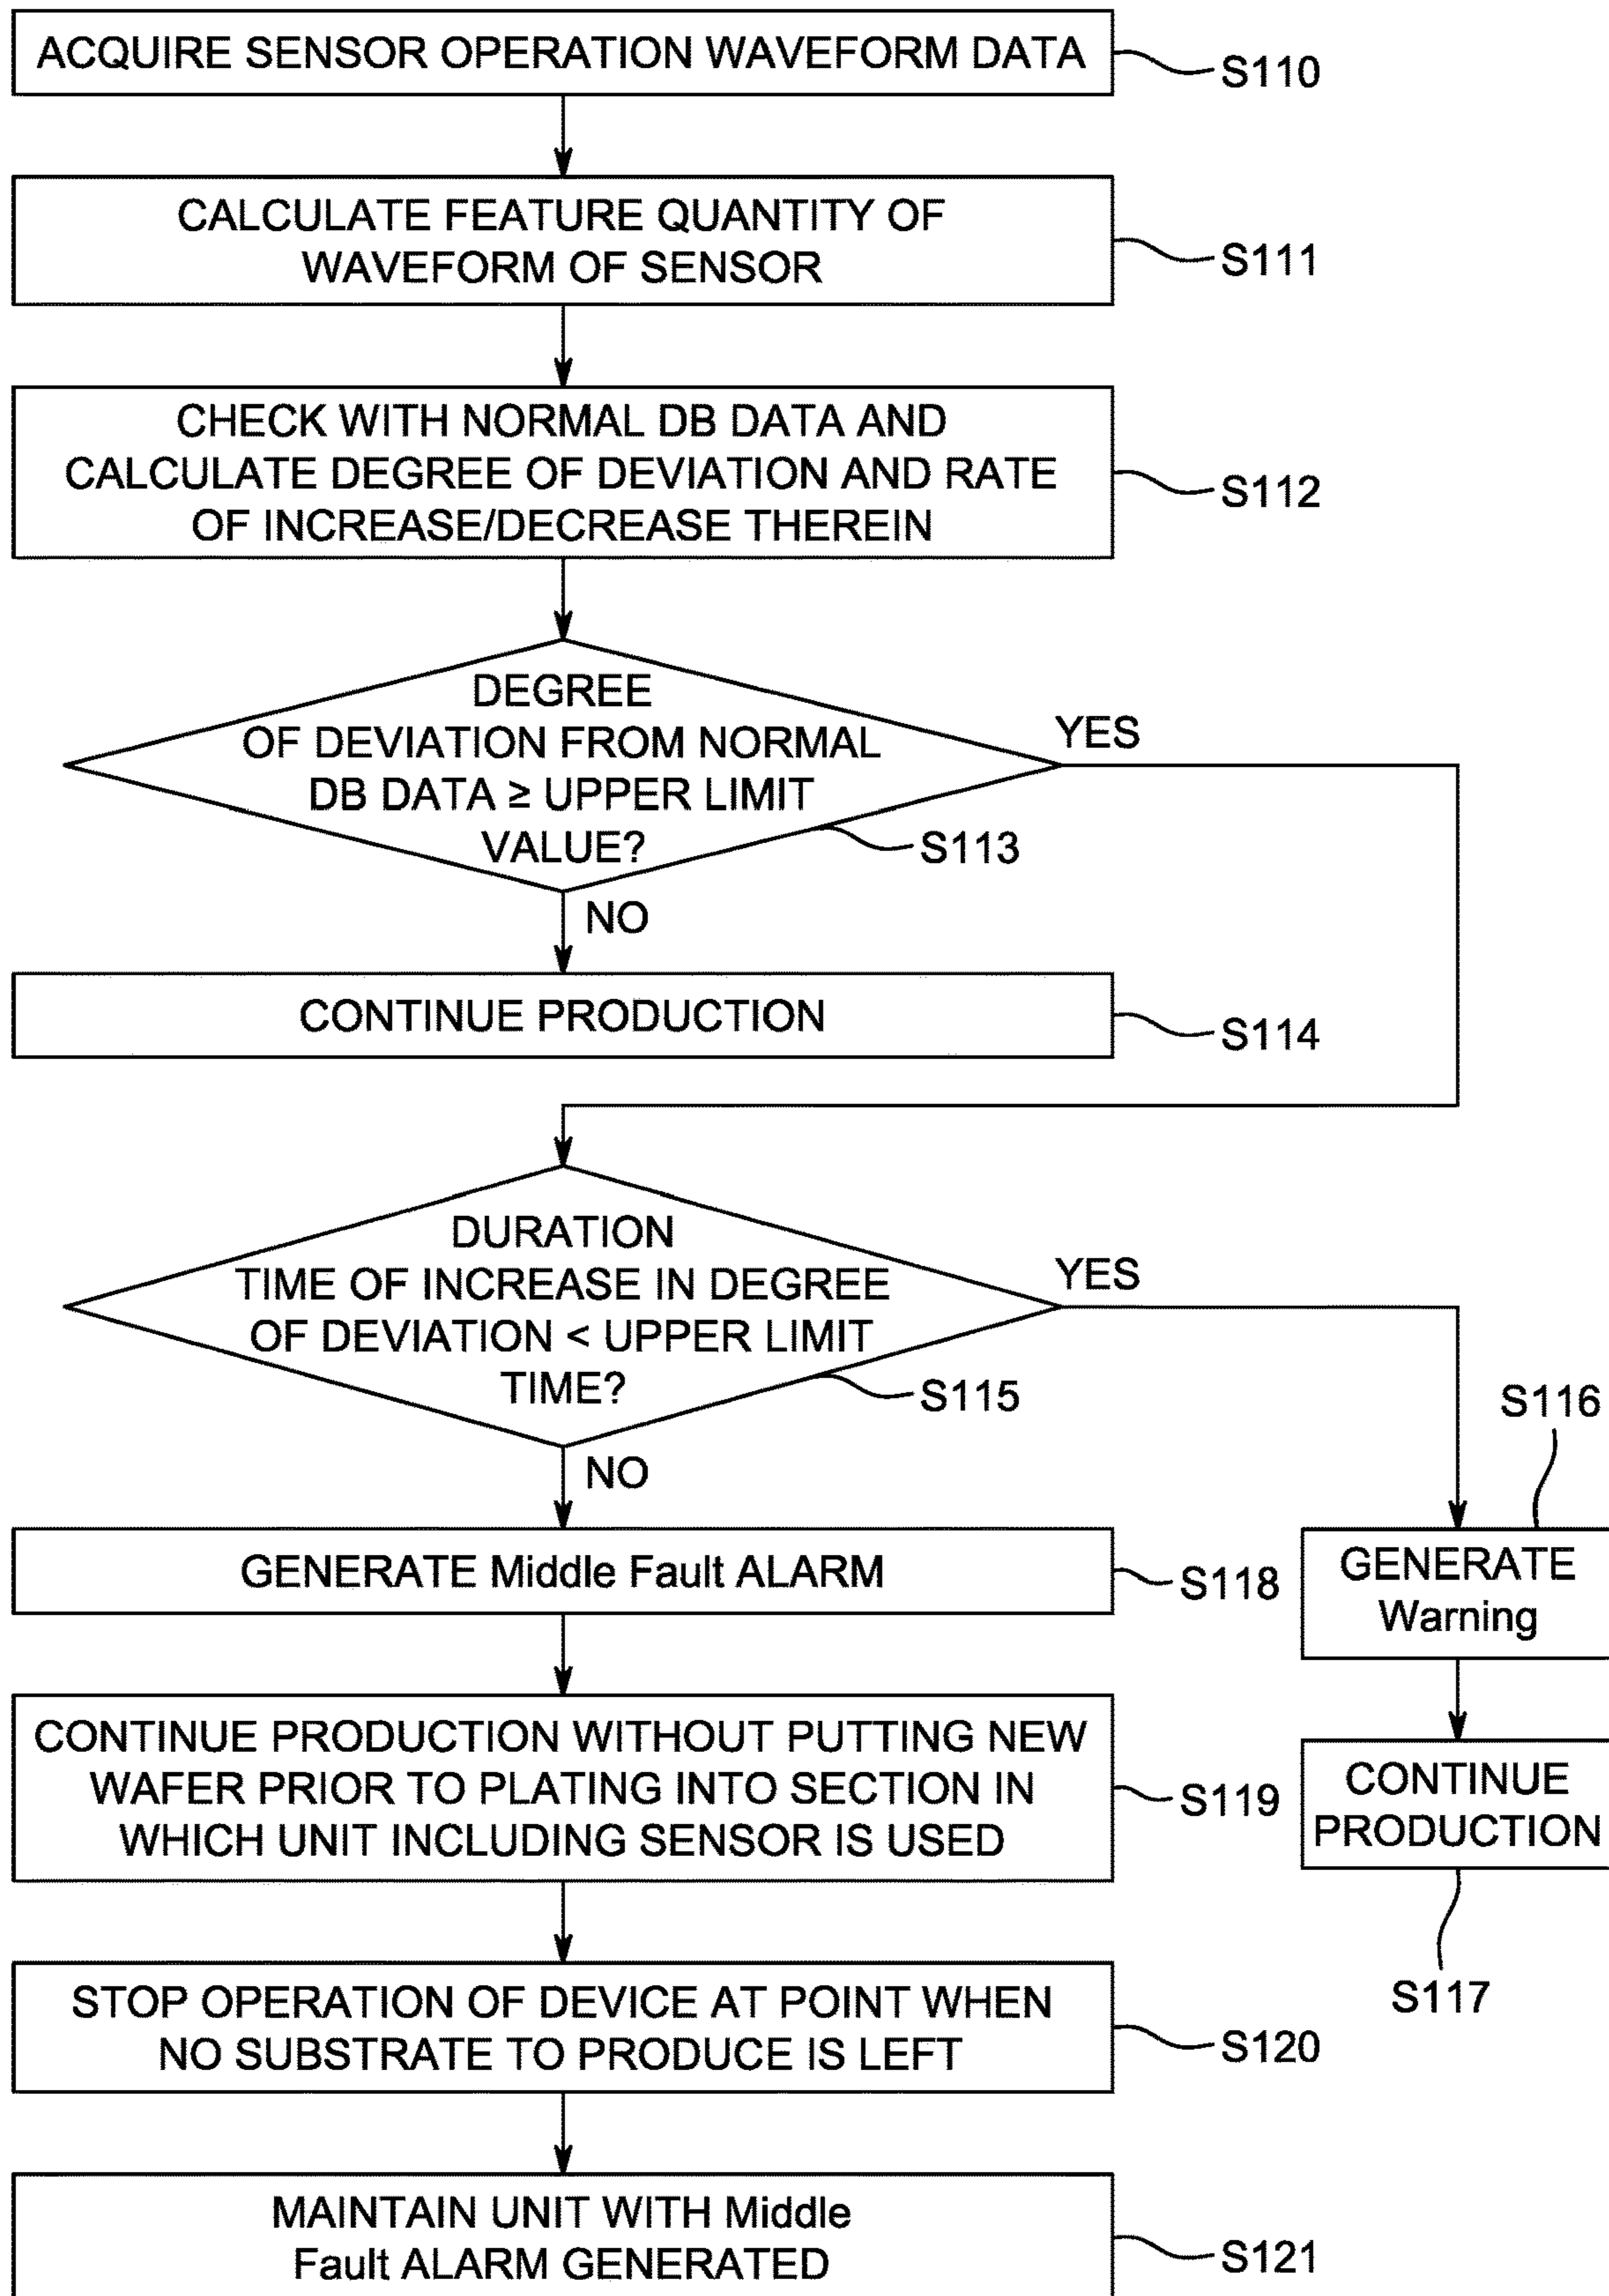 ACQUIRE SENSOR OPERATION WAVEFORM DATA
S110
CALCULATE FEATURE QUANTITY OF
WAVEFORM OF SENSOR
S111
CHECK WITH NORMAL DB DATA AND
CALCULATE DEGREE OF DEVIATION AND RATE
OF INCREASE/DECREASE THEREIN
S112
DEGREE
OF DEVIATION FROM NORMAL
DB DATA ≥ UPPER LIMIT
VALUE?
YES
S113
NO
CONTINUE PRODUCTION
S114
DURATION
TIME OF INCREASE IN DEGREE
OF DEVIATION < UPPER LIMIT
TIME?
YES
S115
NO
S116
GENERATE
Warning
CONTINUE
PRODUCTION
S117
GENERATE Middle Fault ALARM
S118
CONTINUE PRODUCTION WITHOUT PUTTING NEW
WAFER PRIOR TO PLATING INTO SECTION IN
WHICH UNIT INCLUDING SENSOR IS USED
S119
STOP OPERATION OF DEVICE AT POINT WHEN
NO SUBSTRATE TO PRODUCE IS LEFT
S120
MAINTAIN UNIT WITH Middle
Fault ALARM GENERATED
S121